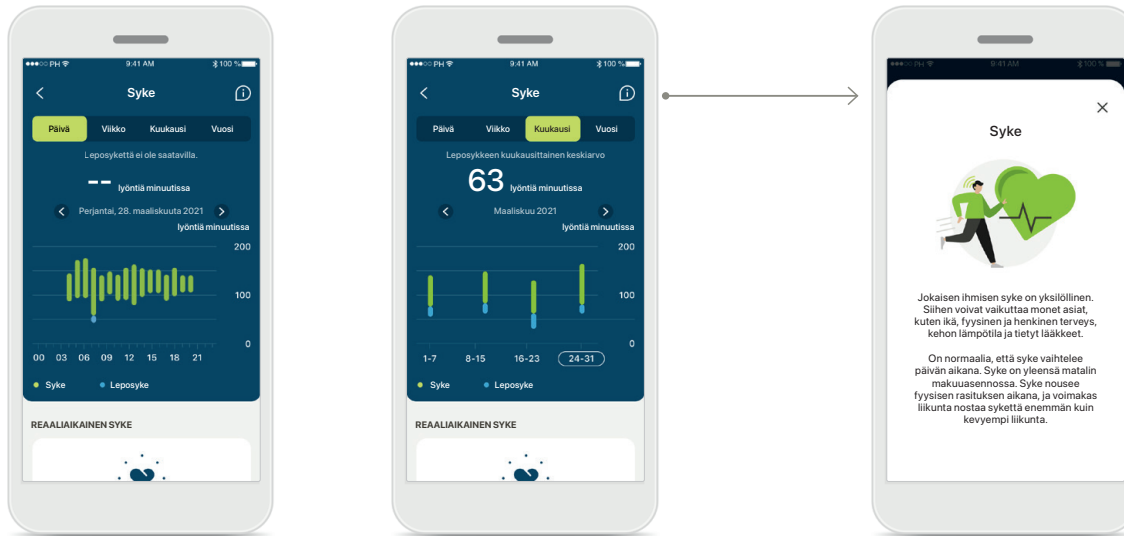 PH 9:41 AM 100 %
Syke
Päivä Viikko Kuukausi Vuosi
Leposykettä ei ole saatavilla.
-- lyöntiä minuutissa
Perjantai, 28. maaliskuuta 2021
lyöntiä minuutissa
200
100
0
00 03 06 09 12 15 18 21
Syke Leposyke
REAALIAIKAINEN SYKE
PH 9:41 AM 100 %
Syke
Päivä Viikko Kuukausi Vuosi
Leposykkeen kuukausittainen keskiarvo
63 lyöntiä minuutissa
Maaliskuu 2021
lyöntiä minuutissa
200
100
0
1-7 8-15 16-23 24-31
Syke Leposyke
REAALIAIKAINEN SYKE
PH 9:41 AM 100 %
Syke
Jokaisen ihmisen syke on yksilöllinen.
Siihen voivat vaikuttaa monet asiat,
kuten ikä, fyysinen ja henkinen terveys,
kehon lämpötila ja tietyt lääkkeet.
On normaalia, että syke vaihtelee
päivän aikana. Syke on yleensä matalin
makuuasennossa. Syke nousee
fyysisen rasituksen aikana, ja voimakas
liikunta nostaa sykettä enemmän kuin
kevyempi liikunta.